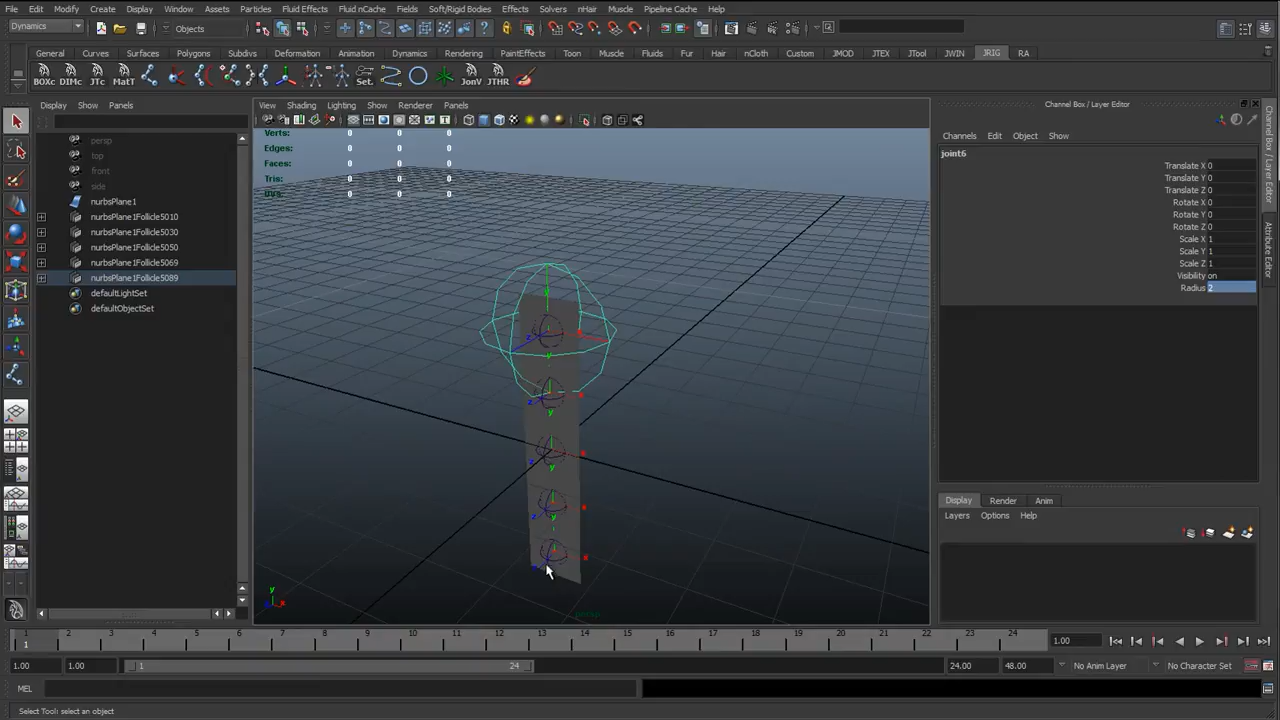 File Edit Modify Create Display Window Assets Particles Fluid Effects Fluid nCache Fields Soft/Rigid Bodies Effects Solvers nHair Muscle Pipeline Cache Help
Dynamics Objects
General Curves Surfaces Polygons Subdivs Deformation Animation Dynamics Rendering PaintEffects Toon Muscle Fluids Fur Hair nCloth Custom JMOD JTEX JTool JWIN JRIG RA
BOXc DIMc JTc MatT Set. JonV JTHR
Display Show Panels
View Shading Lighting Show Renderer Panels
Channel Box / Layer Editor
Channels Edit Object Show
persp
top
front
side
nurbsPlane1
nurbsPlane1Follicle5010
nurbsPlane1Follicle5030
nurbsPlane1Follicle5050
nurbsPlane1Follicle5069
nurbsPlane1Follicle5089
defaultLightSet
defaultObjectSet
Verts: 0 0 0
Edges: 0 0 0
Faces: 0 0 0
Tris: 0 0 0
UVs: 0 0 0
joint6
Translate X 0
Translate Y 0
Translate Z 0
Rotate X 0
Rotate Y 0
Rotate Z 0
Scale X 1
Scale Y 1
Scale Z 1
Visibility on
Radius 2
Channel Box / Layer Editor
Attribute Editor
Display Render Anim
Layers Options Help
persp
1 2 3 4 5 6 7 8 9 10 11 12 13 14 15 16 17 18 19 20 21 22 23 24
1 1.00
1.00 1.00 1 24 24.00 48.00 No Anim Layer No Character Set
MEL
Select Tool: select an object